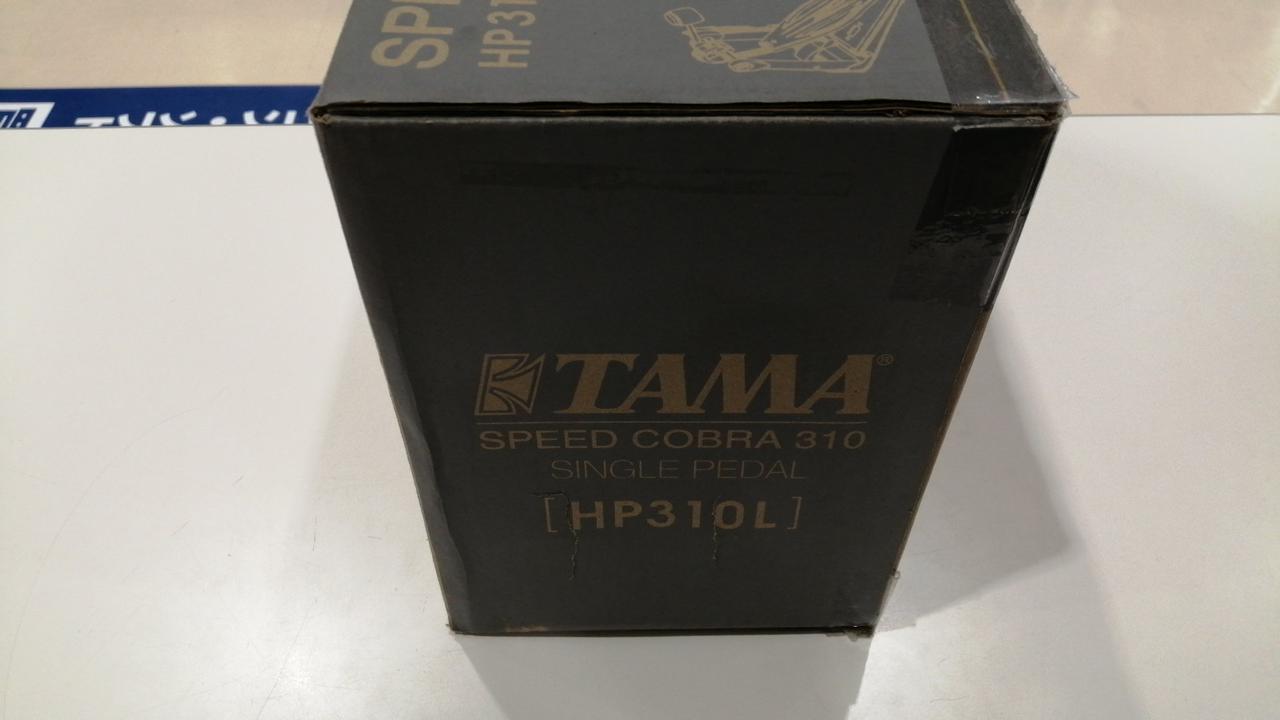 TAMA®
SPEED COBRA 310
SINGLE PEDAL
[HP310L]